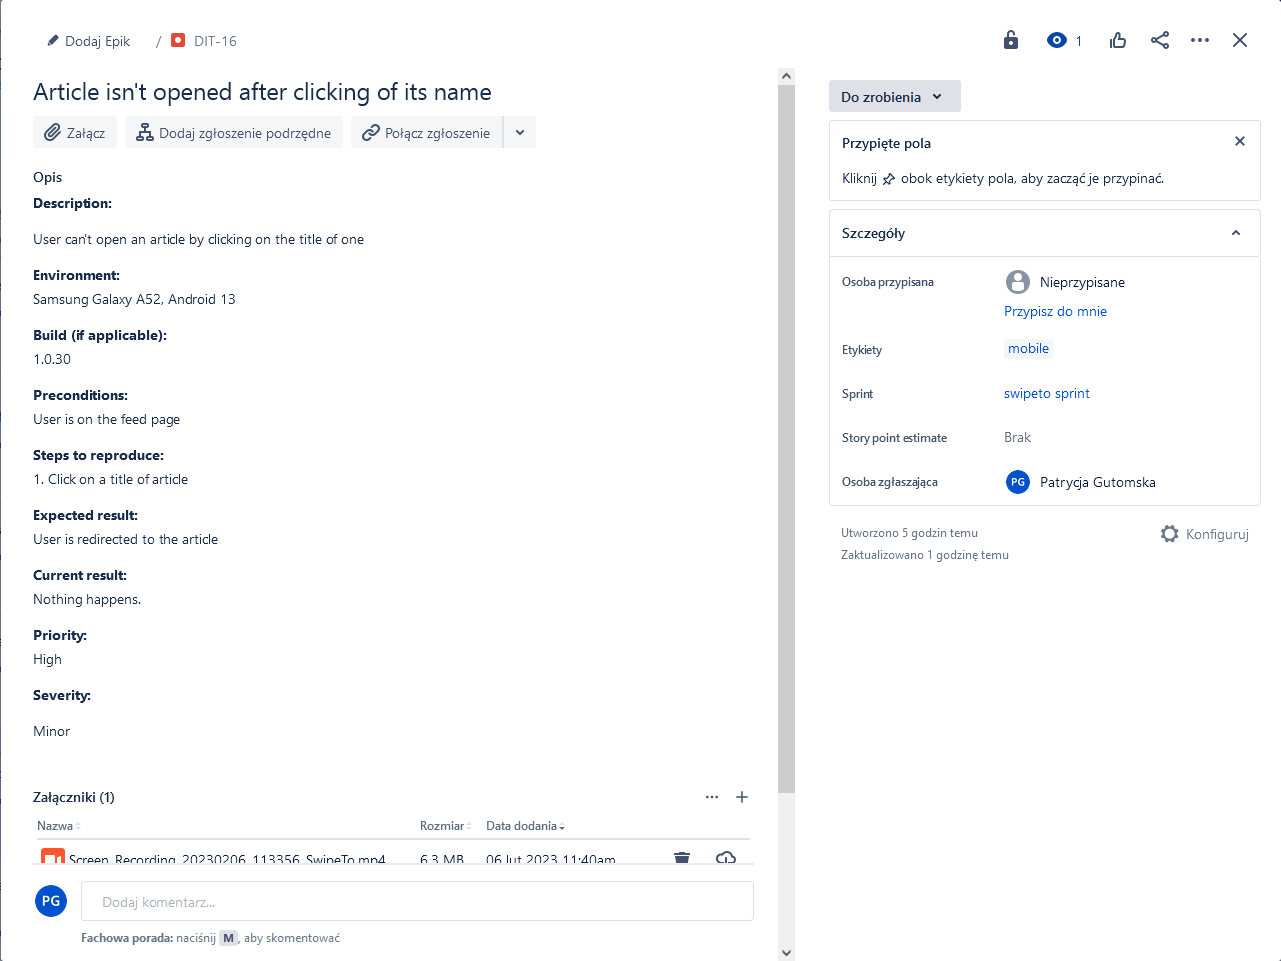 Dodaj Epik / DIT-16
1
Article isn't opened after clicking of its name
Załącz
Dodaj zgłoszenie podrzędne
Połącz zgłoszenie
Opis
Description:
User can't open an article by clicking on the title of one
Environment:
Samsung Galaxy A52, Android 13
Build (if applicable):
1.0.30
Preconditions:
User is on the feed page
Steps to reproduce:
1. Click on a title of article
Expected result:
User is redirected to the article
Current result:
Nothing happens.
Priority:
High
Severity:
Minor
Załączniki (1)
Nazwa Rozmiar Data dodania
Screen_Recording_20230206_113356_SwipeTo.mp4 6.3 MB 06 lut 2023 11:40am
PG
Dodaj komentarz...
Fachowa porada: naciśnij M, aby skomentować
Do zrobienia
Przypięte pola
Kliknij obok etykiety pola, aby zacząć je przypinać.
Szczegóły
Osoba przypisana Nieprzypisane
Przypisz do mnie
Etykiety mobile
Sprint swipeto sprint
Story point estimate Brak
Osoba zgłaszająca PG Patrycja Gutomska
Utworzono 5 godzin temu
Konfiguruj
Zaktualizowano 1 godzinę temu